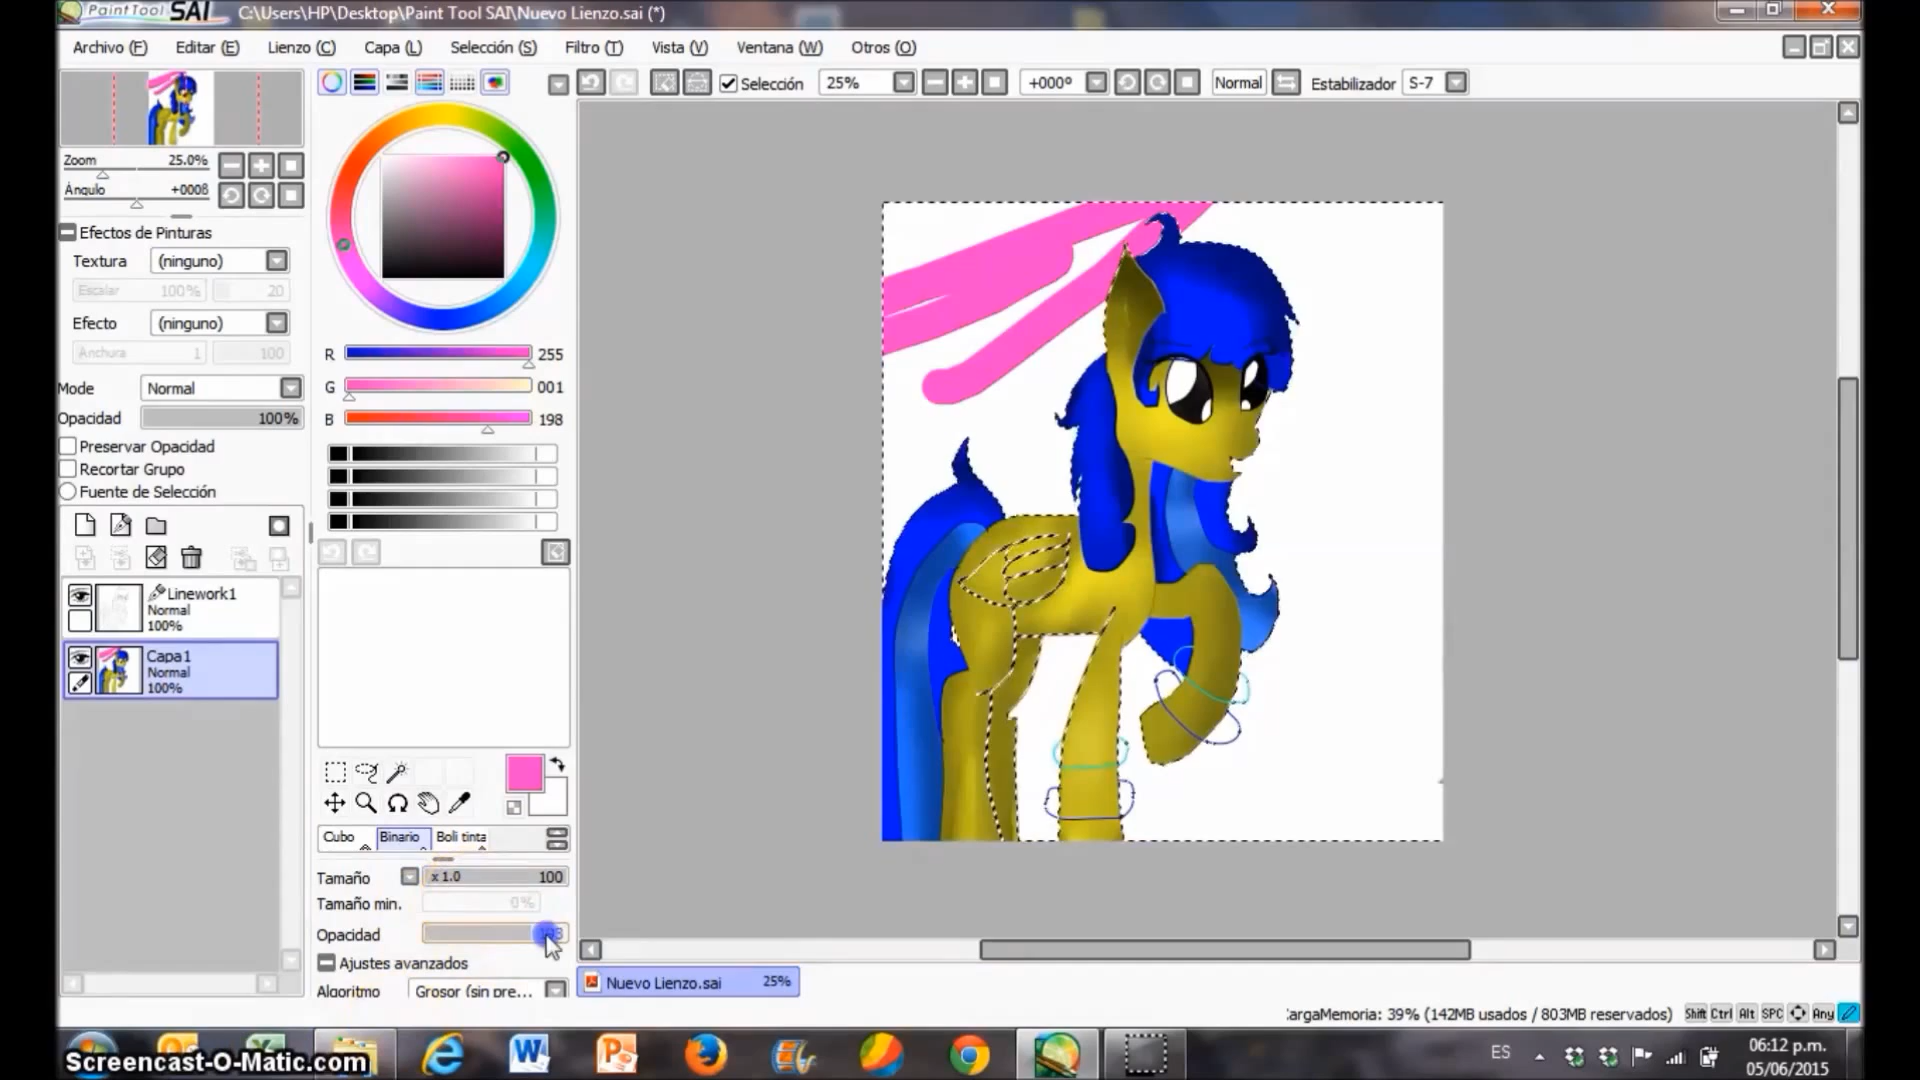 PaintTool SAI C:\Users\HP\Desktop\Paint Tool SAI\Nuevo Lienzo.sai (*)
Archivo (F) Editar (E) Lienzo (C) Capa (L) Selección (S) Filtro (T) Vista (V) Ventana (W) Otros (O)
Selección 25% +000º Normal Estabilizador S-7
Zoom 25.0%
Ángulo +000ß
Efectos de Pinturas
Textura (ninguno)
Escalar 100% 20
Efecto (ninguno)
Anchura 1 100
Mode Normal
Opacidad 100%
Preservar Opacidad
Recortar Grupo
Fuente de Selección
Linework1
Normal
100%
Capa1
Normal
100%
R 255
G 001
B 198
Cubo Binario Boli tinta
Tamaño x 1.0 100
Tamaño min. 0%
Opacidad
Ajustes avanzados
Algoritmo Grosor (sin pre...
Nuevo Lienzo.sai 25%
CargaMemoria: 39% (142MB usados / 803MB reservados) Shift Ctrl Alt SPC Any
Screencast-O-Matic.com
ES
06:12 p.m.
05/06/2015